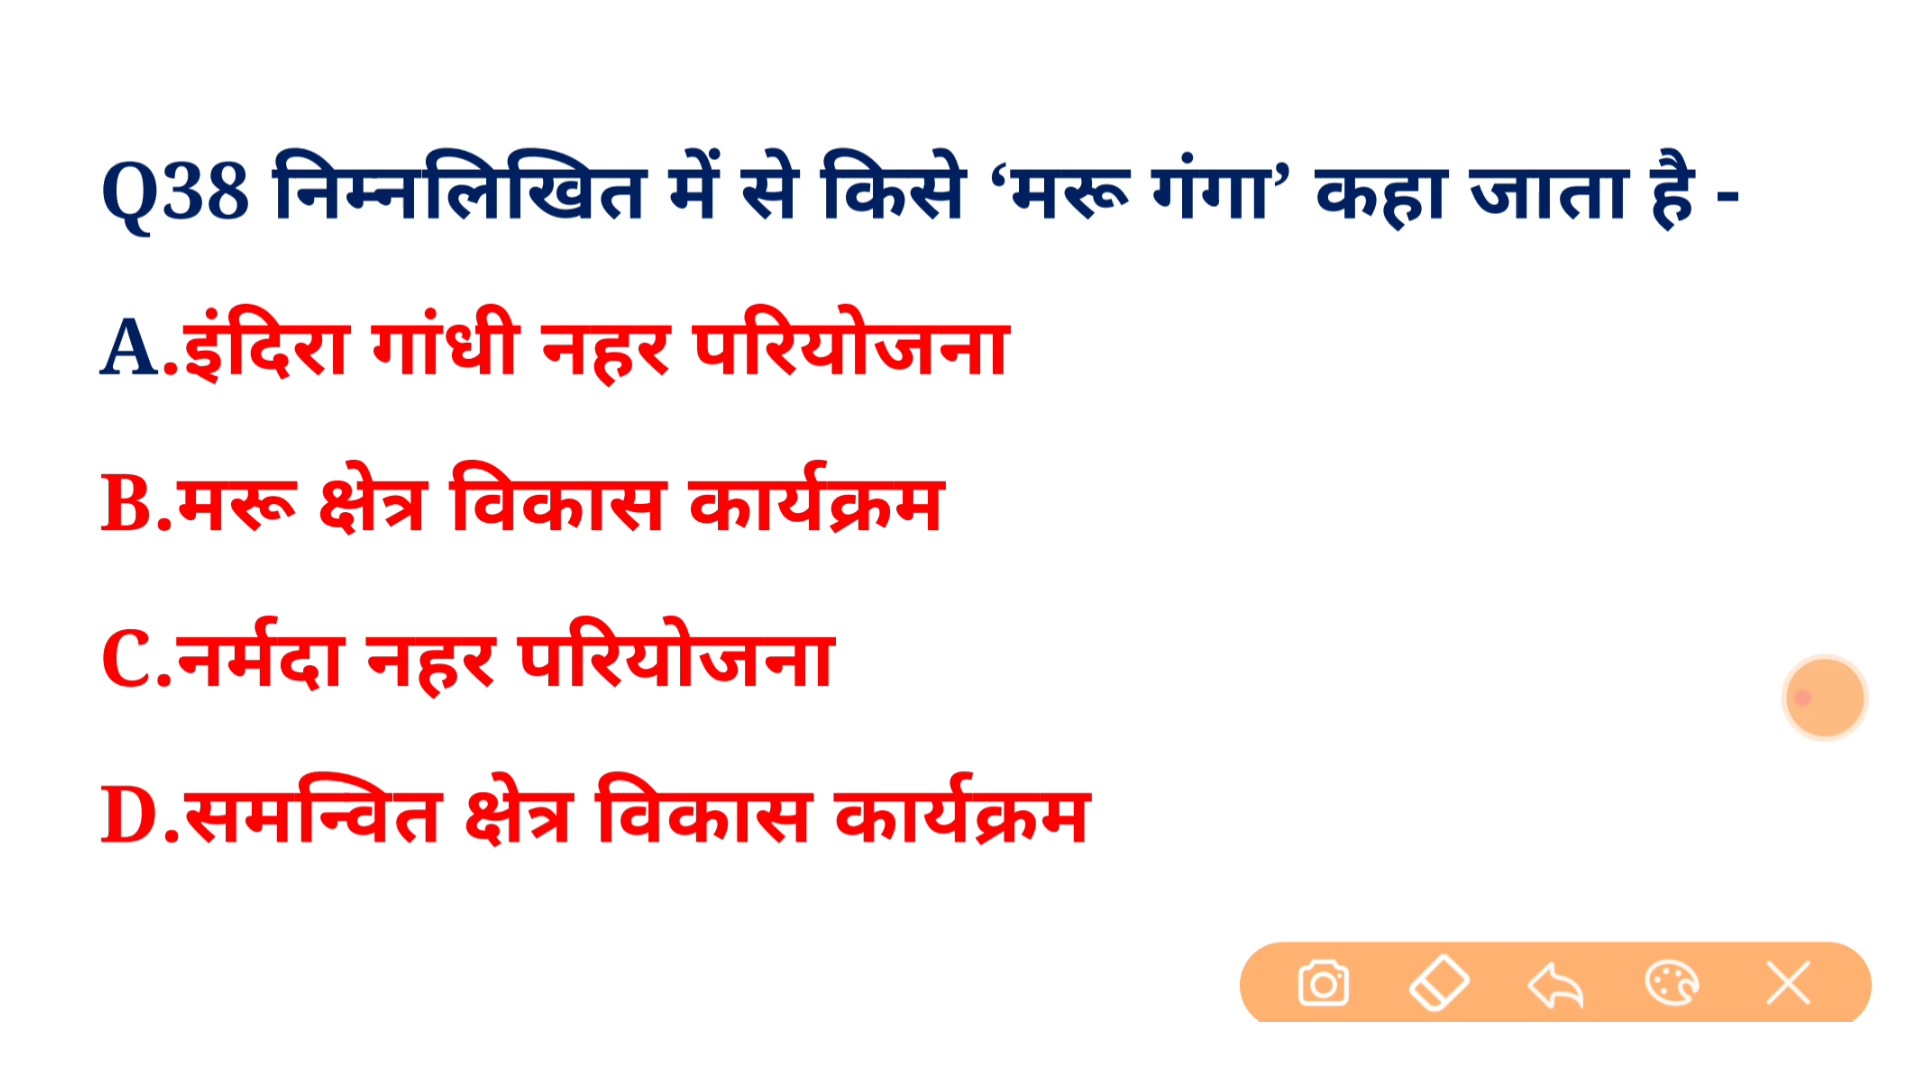 Q38 निम्नलिखित में से किसे ‘मरू गंगा’ कहा जाता है -
A.इंदिरा गांधी नहर परियोजना
B.मरू क्षेत्र विकास कार्यक्रम
C.नर्मदा नहर परियोजना
D.समन्वित क्षेत्र विकास कार्यक्रम